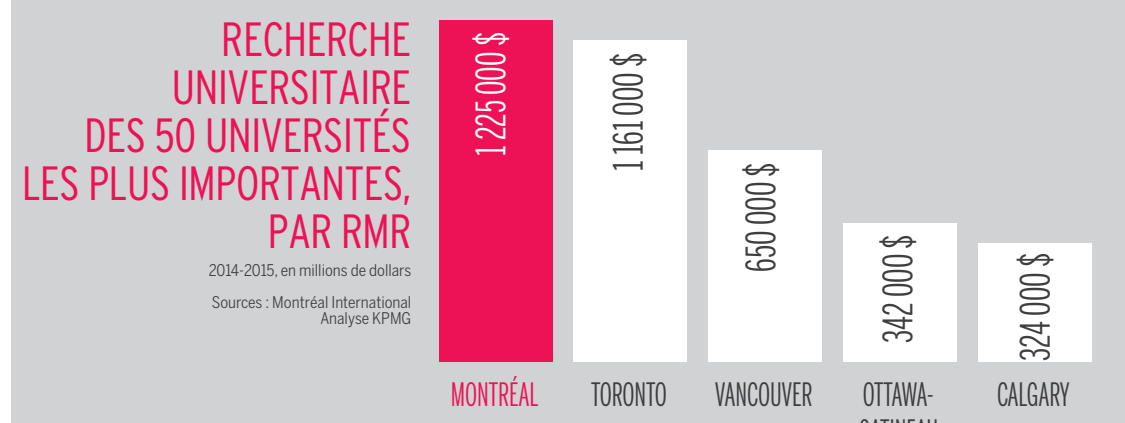 RECHERCHE
UNIVERSITAIRE
DES 50 UNIVERSITÉS
LES PLUS IMPORTANTES,
PAR RMR
2014-2015, en millions de dollars
Sources : Montréal International
Analyse KPMG
1 225 000 $
1 161 000 $
650 000 $
342 000 $
324 000 $
MONTRÉAL
TORONTO
VANCOUVER
OTTAWA-
GATINEAU
CALGARY